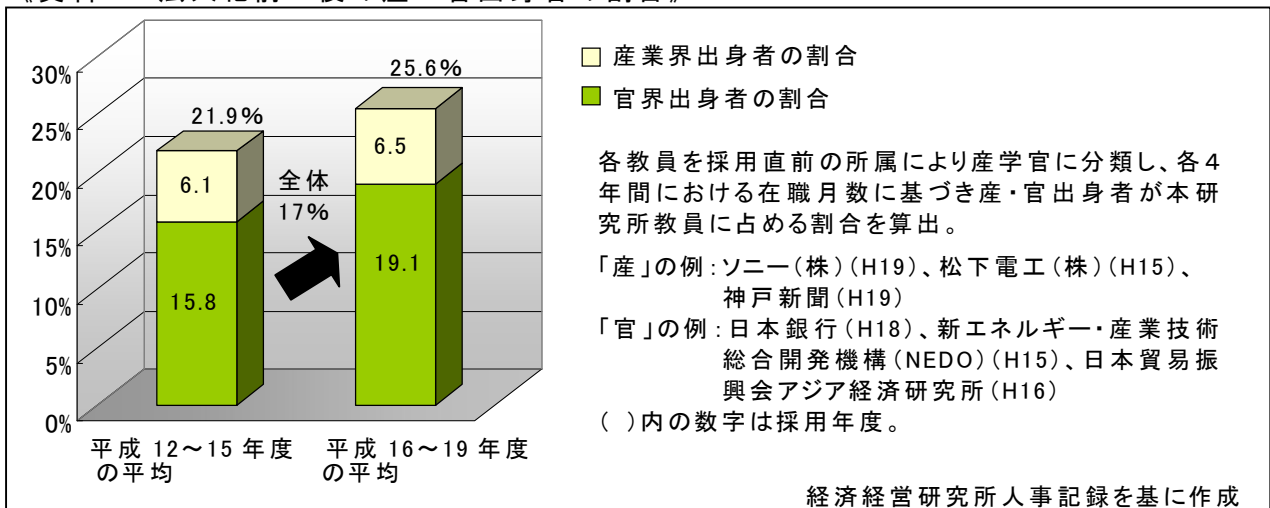 30%
25%
20%
15%
10%
5%
0%
21.9%
6.1
15.8
全体
17%
25.6%
6.5
19.1
平成 12～15 年度
の平均
平成 16～19 年度
の平均
産業界出身者の割合
官界出身者の割合
各教員を採用直前の所属により産学官に分類し、各4
年間における在職月数に基づき産・官出身者が本研
究所教員に占める割合を算出。
「産」の例：ソニー(株)(H19)、松下電工(株)(H15)、
神戸新聞(H19)
「官」の例：日本銀行(H18)、新エネルギー・産業技術
総合開発機構(NEDO)(H15)、日本貿易振
興会アジア経済研究所(H16)
( )内の数字は採用年度。
経済経営研究所人事記録を基に作成